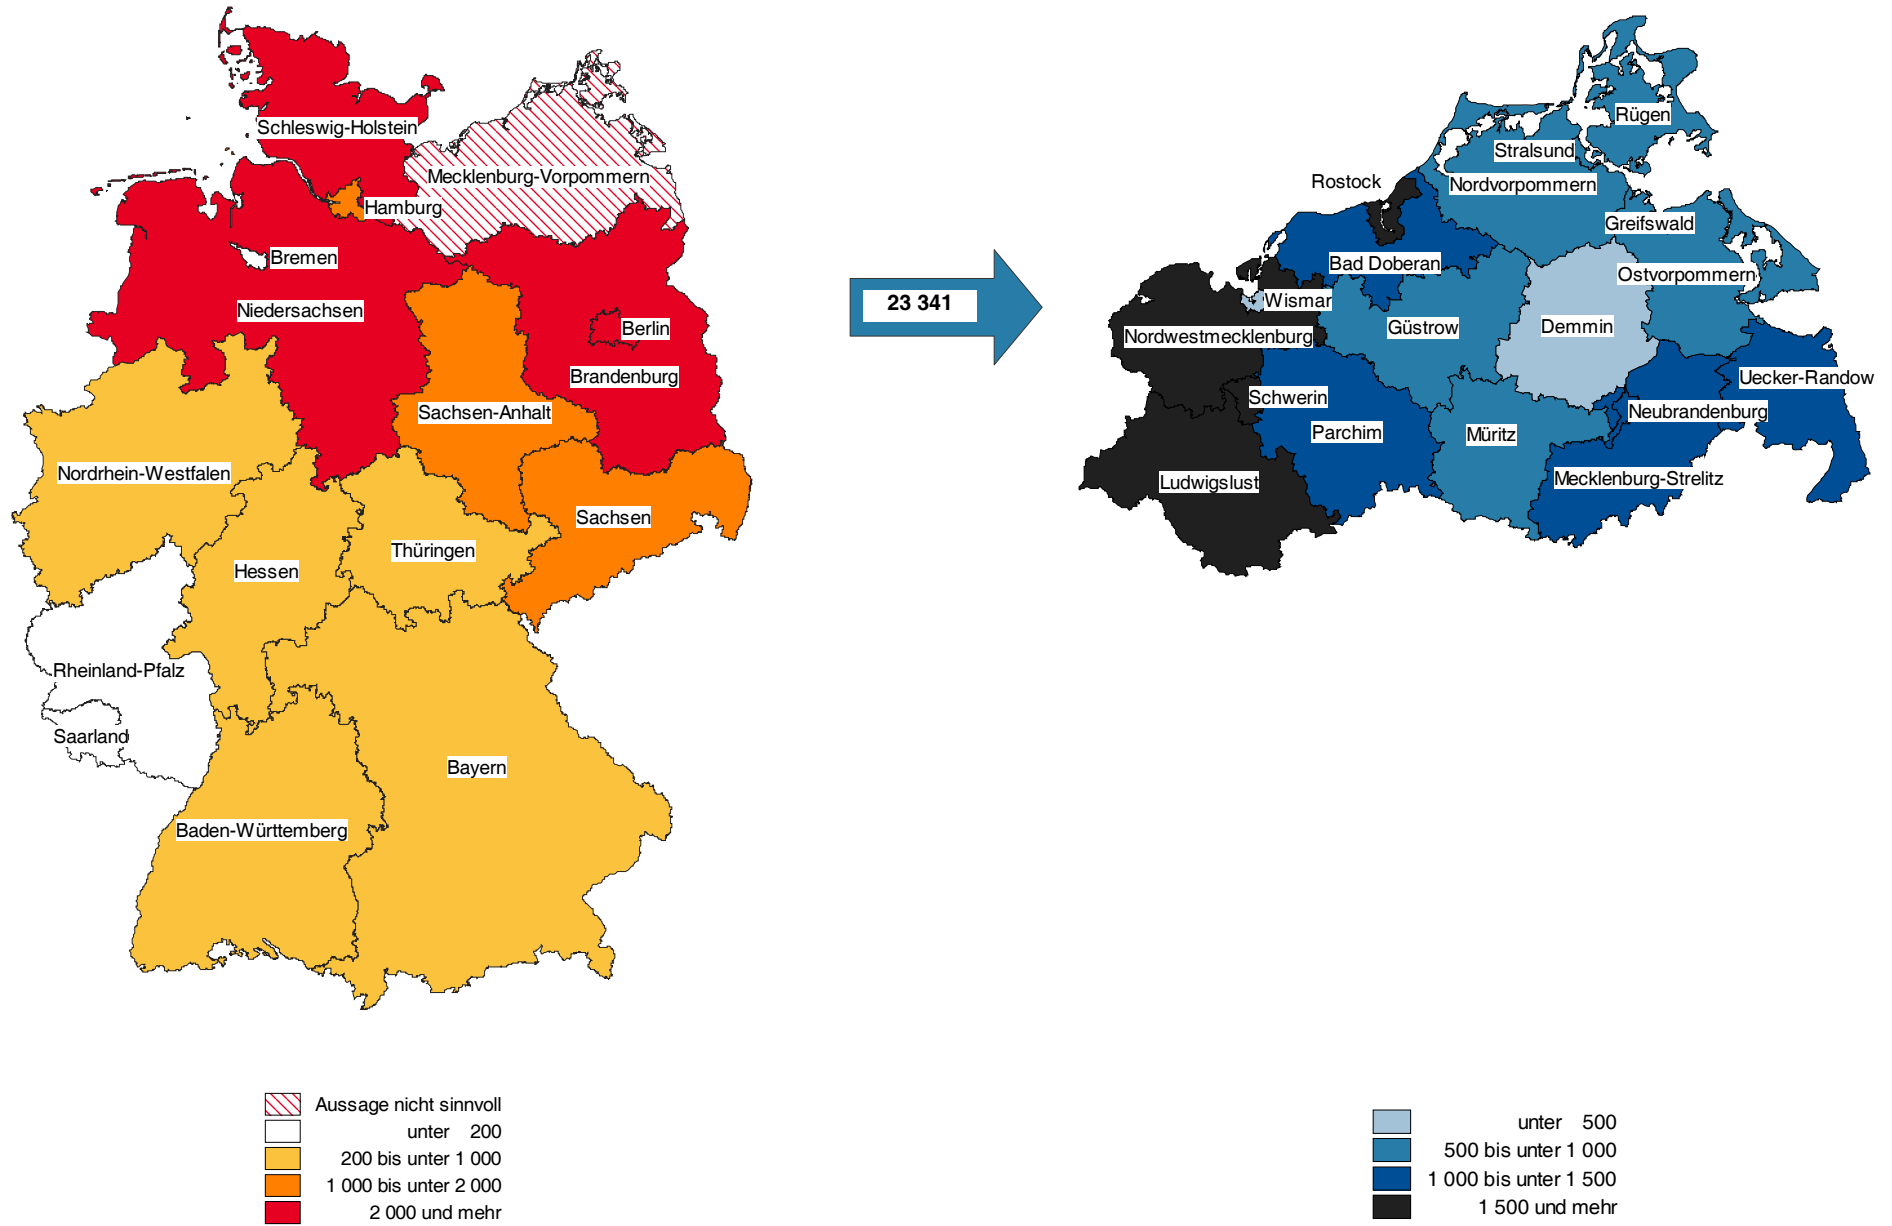 Schleswig-Holstein
Mecklenburg-Vorpommern
Hamburg
Bremen
Niedersachsen
Berlin
Brandenburg
Sachsen-Anhalt
Nordrhein-Westfalen
Sachsen
Thüringen
Hessen
Rheinland-Pfalz
Saarland
Bayern
Baden-Württemberg
Aussage nicht sinnvoll
unter 200
200 bis unter 1 000
1 000 bis unter 2 000
2 000 und mehr
23 341
Rügen
Stralsund
Rostock
Nordvorpommern
Greifswald
Bad Doberan
Ostvorpommern
Wismar
Güstrow
Demmin
Nordwestmecklenburg
Uecker-Randow
Schwerin
Neubrandenburg
Parchim
Müritz
Mecklenburg-Strelitz
Ludwigslust
unter 500
500 bis unter 1 000
1 000 bis unter 1 500
1 500 und mehr